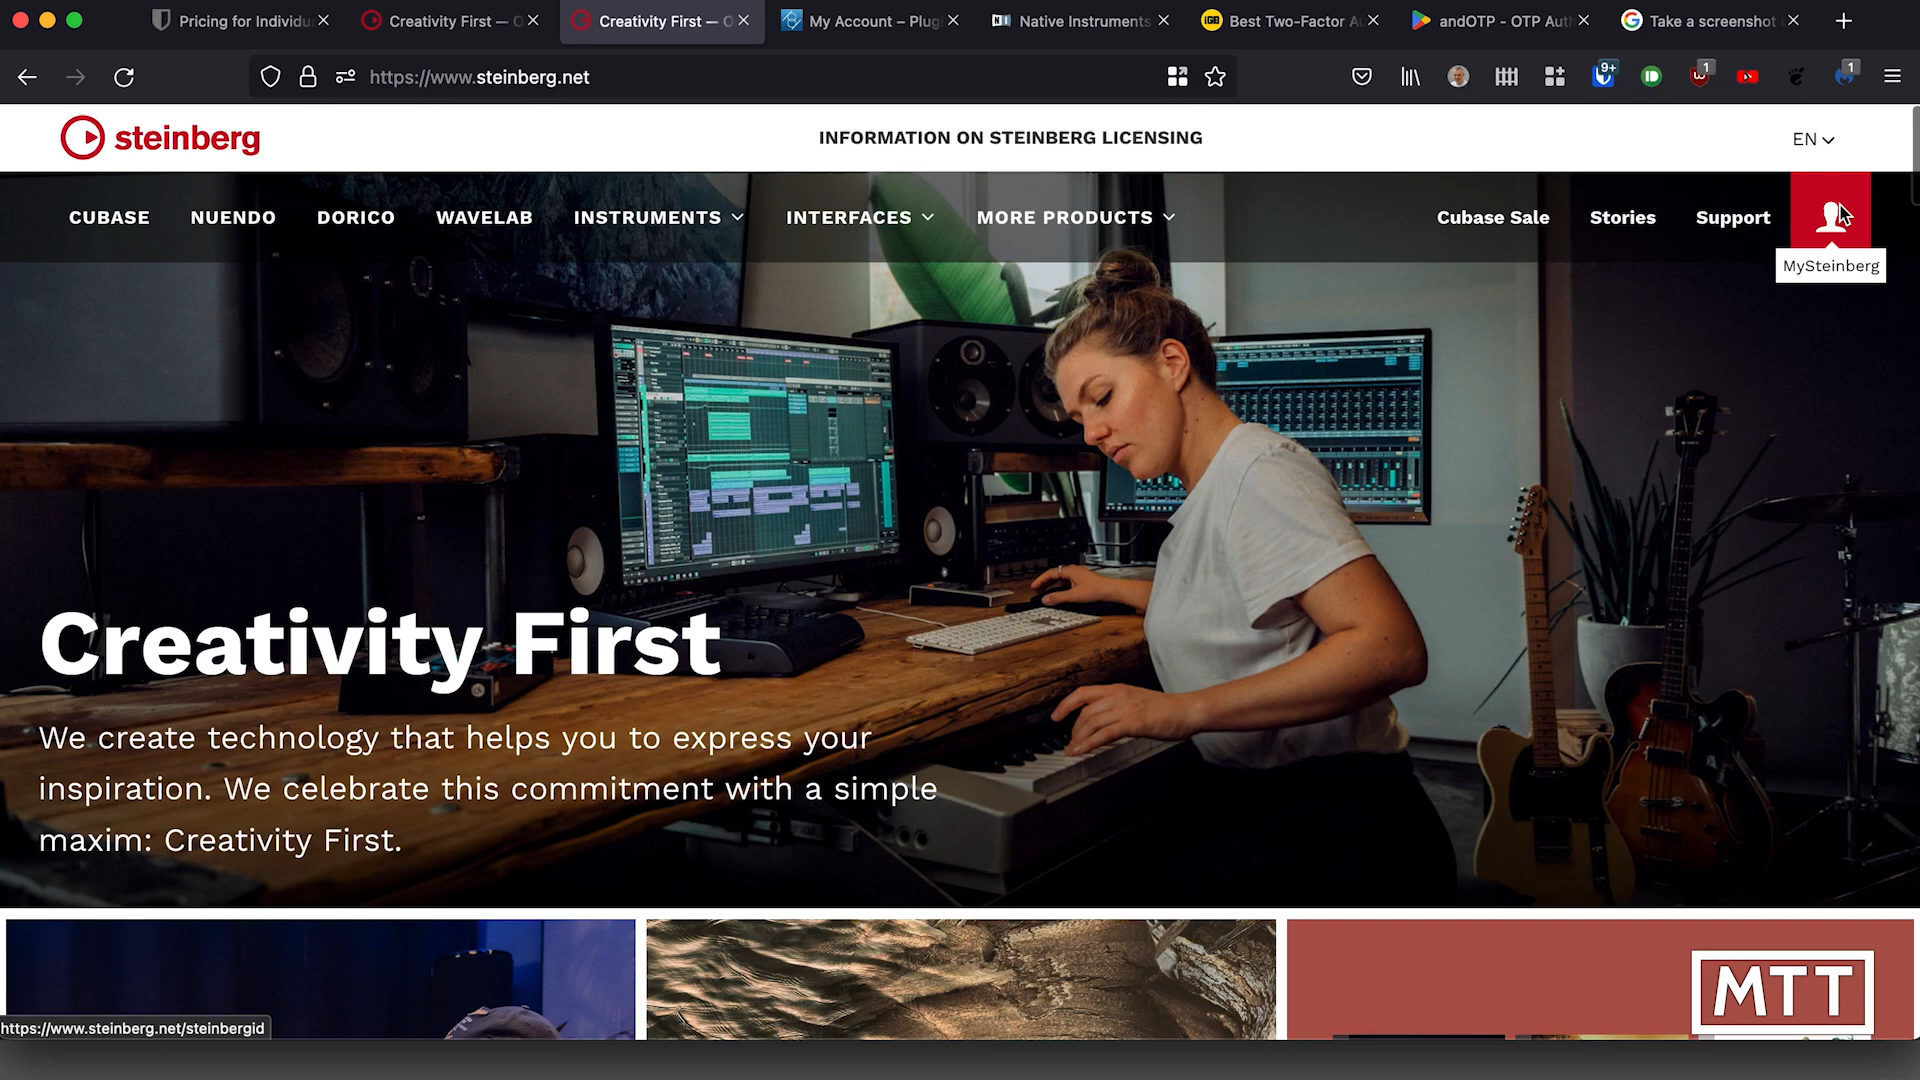 Pricing for Individu
Creativity First — O
Creativity First — O
My Account – Plug
Native Instruments
Best Two-Factor A
andOTP - OTP Aut
Take a screenshot
https://www.steinberg.net
9+
1
1
steinberg
INFORMATION ON STEINBERG LICENSING
EN
CUBASE
NUENDO
DORICO
WAVELAB
INSTRUMENTS
INTERFACES
MORE PRODUCTS
Cubase Sale
Stories
Support
MySteinberg
Creativity First
We create technology that helps you to express your
inspiration. We celebrate this commitment with a simple
maxim: Creativity First.
MTT
https://www.steinberg.net/steinbergid